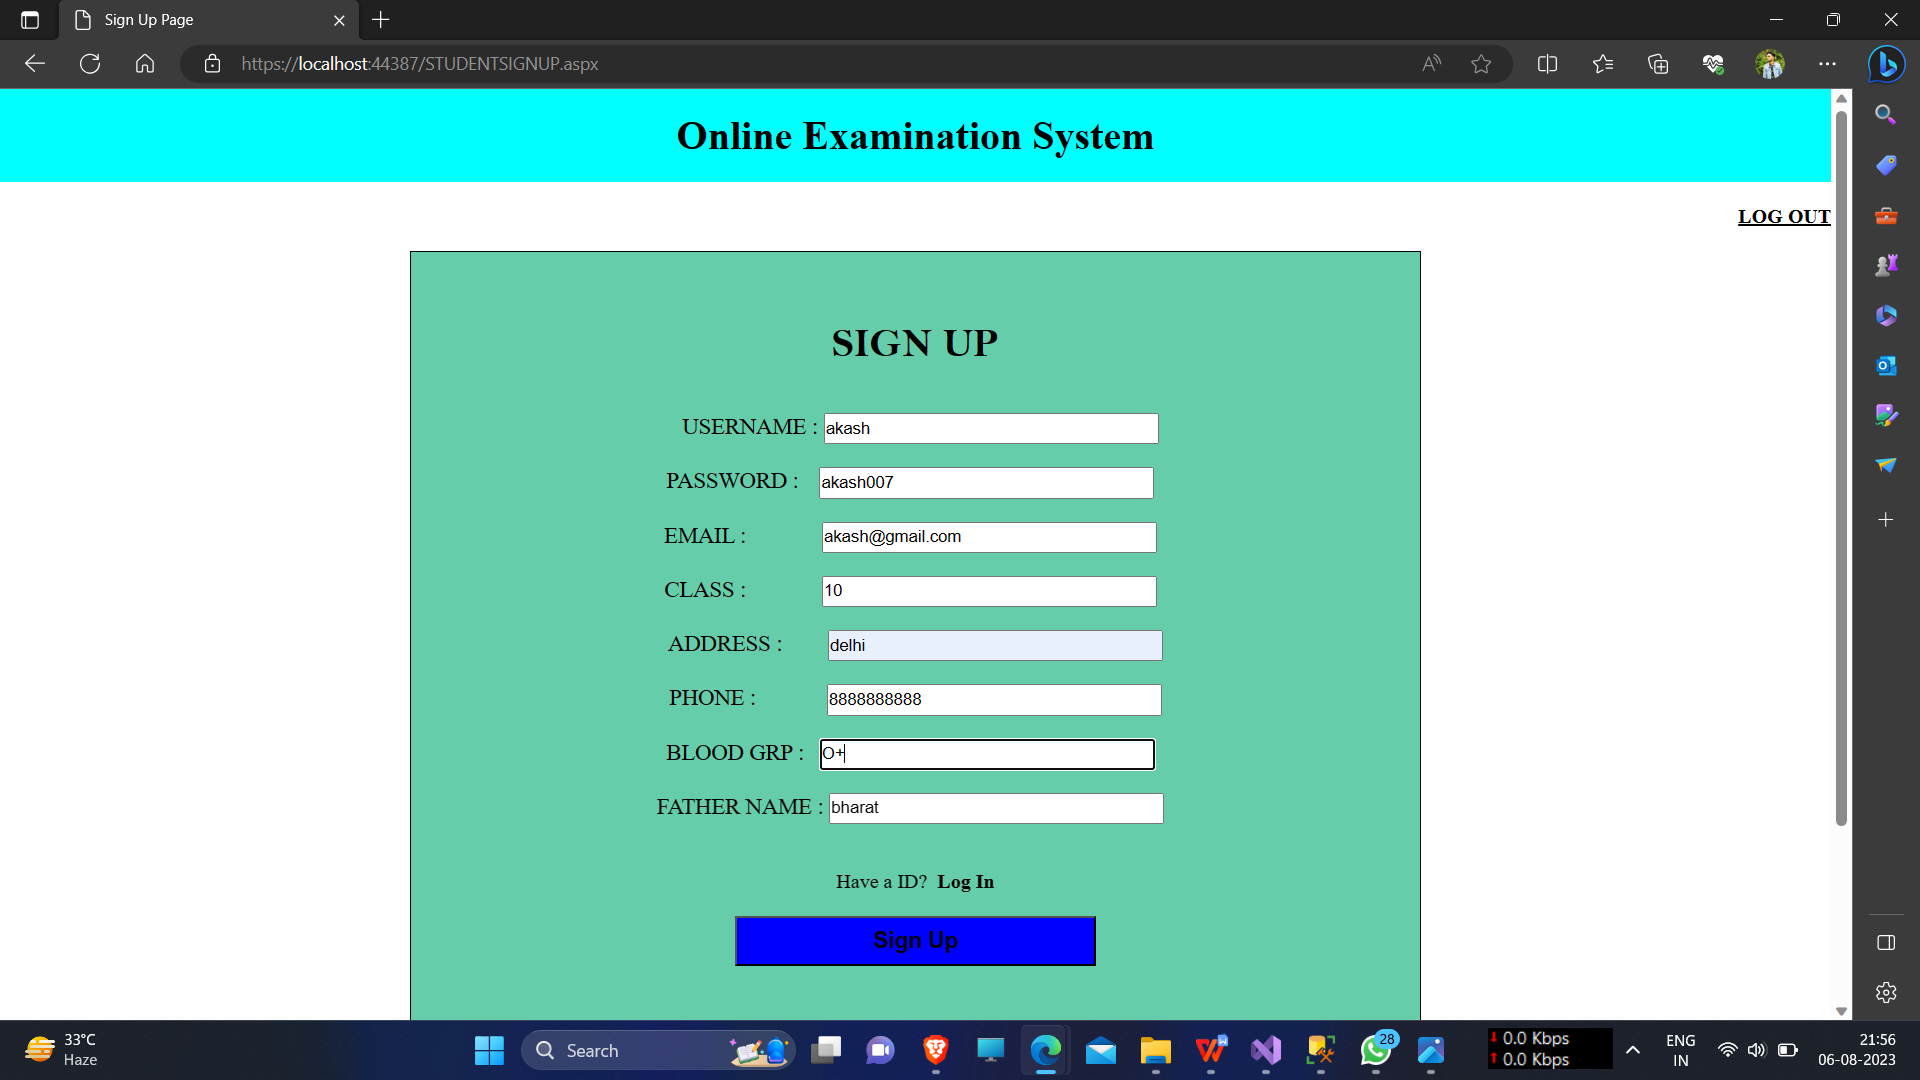 Sign Up Page
https://localhost:44387/STUDENTSIGNUP.aspx
Online Examination System
LOG OUT
SIGN UP
USERNAME : akash
PASSWORD : akash007
EMAIL : akash@gmail.com
CLASS : 10
ADDRESS : delhi
PHONE : 8888888888
BLOOD GRP : O+
FATHER NAME : bharat
Have a ID? Log In
Sign Up
33°C
Haze
Search
28
0.0 Kbps
0.0 Kbps
ENG
IN
21:56
06-08-2023